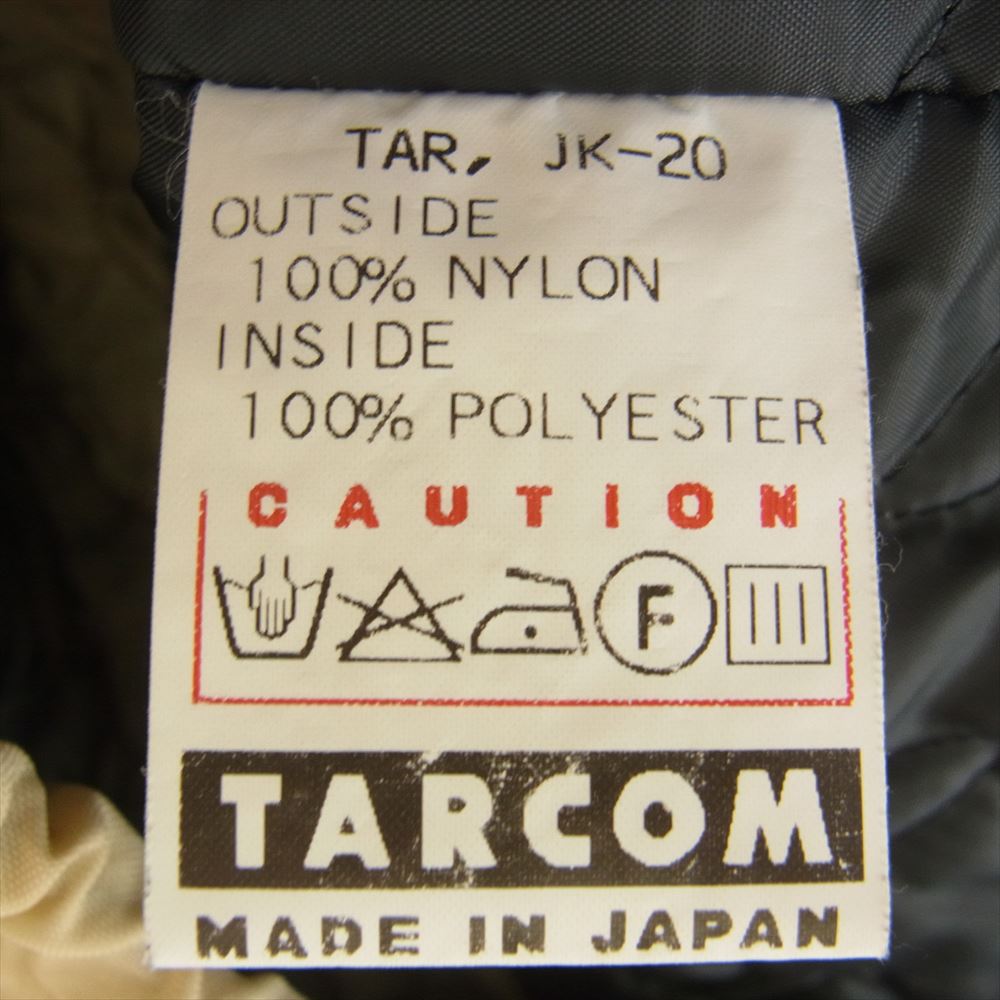 TAR. JK-20
OUTSIDE
100% NYLON
INSIDE
100% POLYESTER
CAUTION
F
TARCOM
MADE IN JAPAN